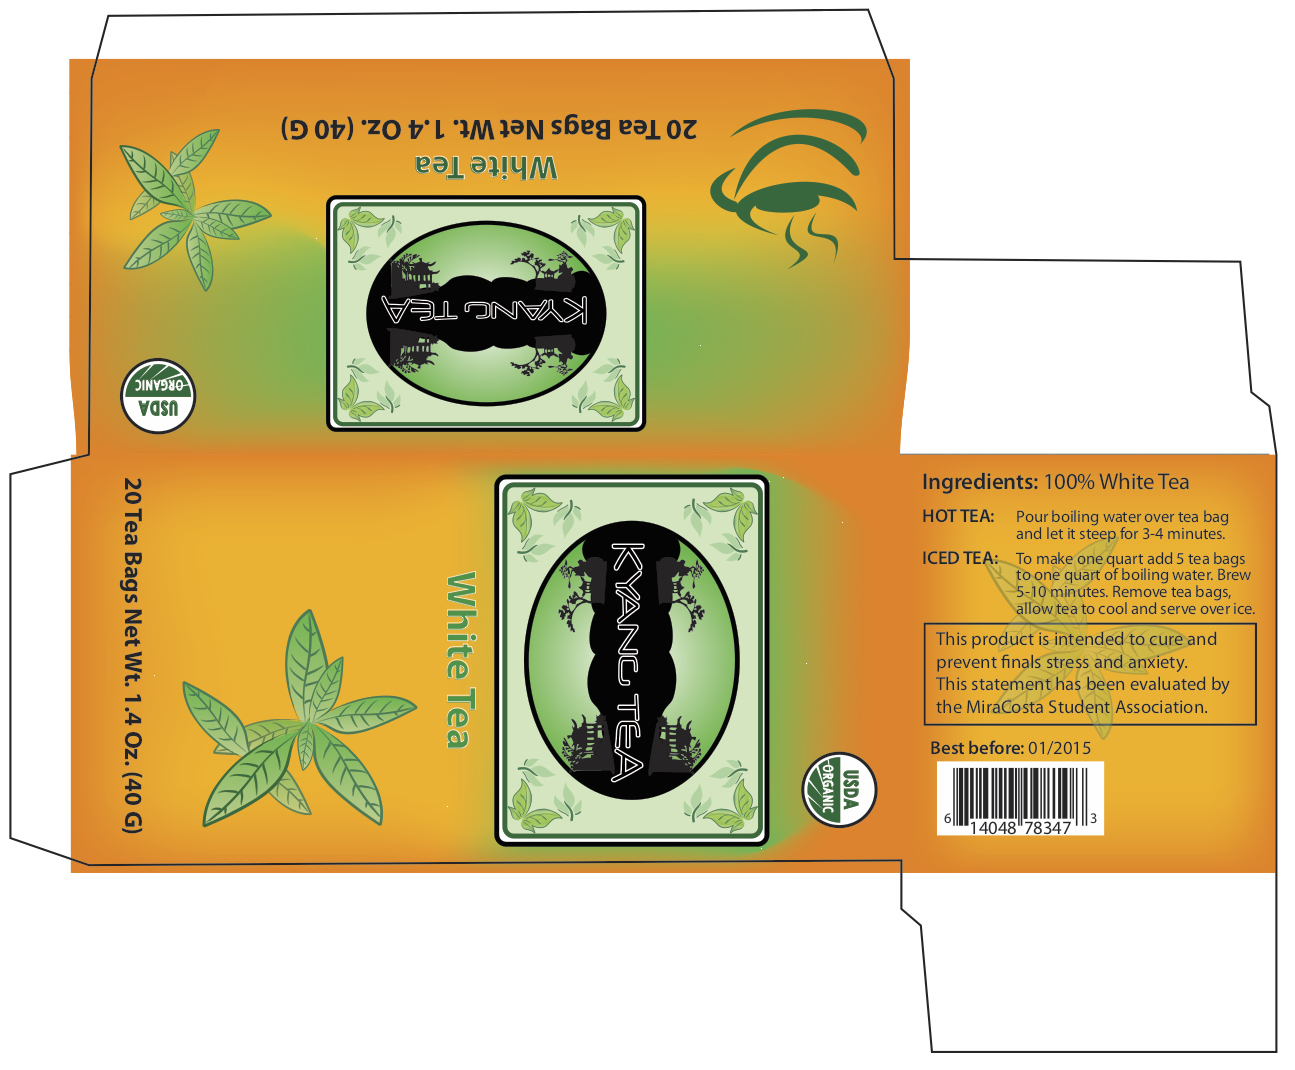 20 Tea Bags Net Wt. 1.4 Oz. (40 G)
White Tea
KYANG TEA
USDA
ORGANIC
20 Tea Bags Net Wt. 1.4 Oz. (40 G)
White Tea
KYANG TEA
USDA
ORGANIC
Ingredients: 100% White Tea
HOT TEA: Pour boiling water over tea bag
and let it steep for 3-4 minutes.
ICED TEA: To make one quart add 5 tea bags
to one quart of boiling water. Brew
5-10 minutes. Remove tea bags,
allow tea to cool and serve over ice.
This product is intended to cure and
prevent finals stress and anxiety.
This statement has been evaluated by
the MiraCosta Student Association.
Best before: 01/2015
6 14048 78347 3